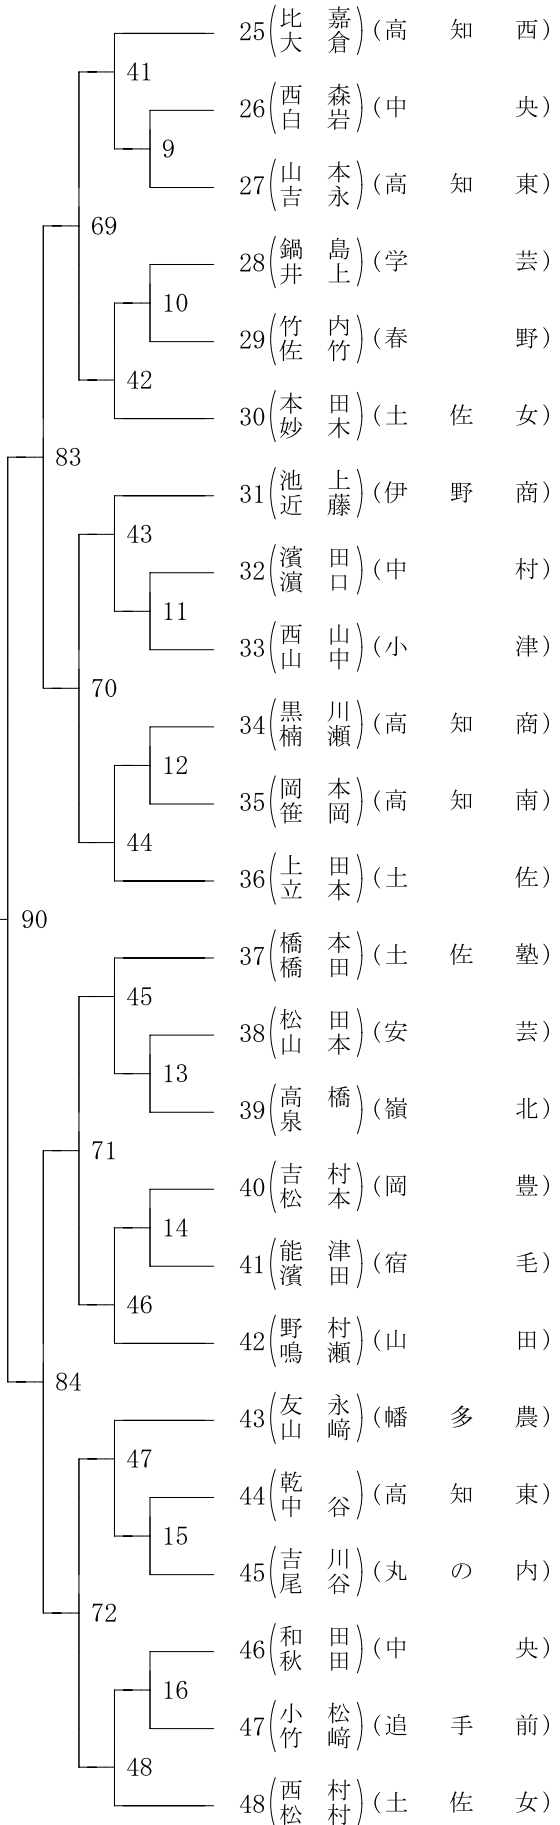 25 (比嘉 大倉) (高知西)
41
26 (西森 白岩) (中央)
9
27 (山本 吉永) (高知東)
69
28 (鍋島 井上) (学芸)
10
29 (竹内 佐竹) (春野)
42
30 (本田 妙木) (土佐女)
83
31 (池上 近藤) (伊野商)
43
32 (濱田 濵口) (中村)
11
33 (西山 山中) (小津)
70
34 (黒川 楠瀬) (高知商)
12
35 (岡本 笹岡) (高知南)
44
36 (上田 立本) (土佐)
90
37 (橋本 橋田) (土佐塾)
45
38 (松田 山本) (安芸)
13
39 (高橋 泉) (嶺北)
71
40 (吉村 松本) (岡豊)
14
41 (能津 濱田) (宿毛)
46
42 (野村 鳴瀬) (山田)
84
43 (友永 山﨑) (幡多農)
47
44 (乾 中谷) (高知東)
15
45 (吉川 尾谷) (丸の内)
72
46 (和田 秋田) (中央)
16
47 (小松 竹﨑) (追手前)
48
48 (西村 松村) (土佐女)